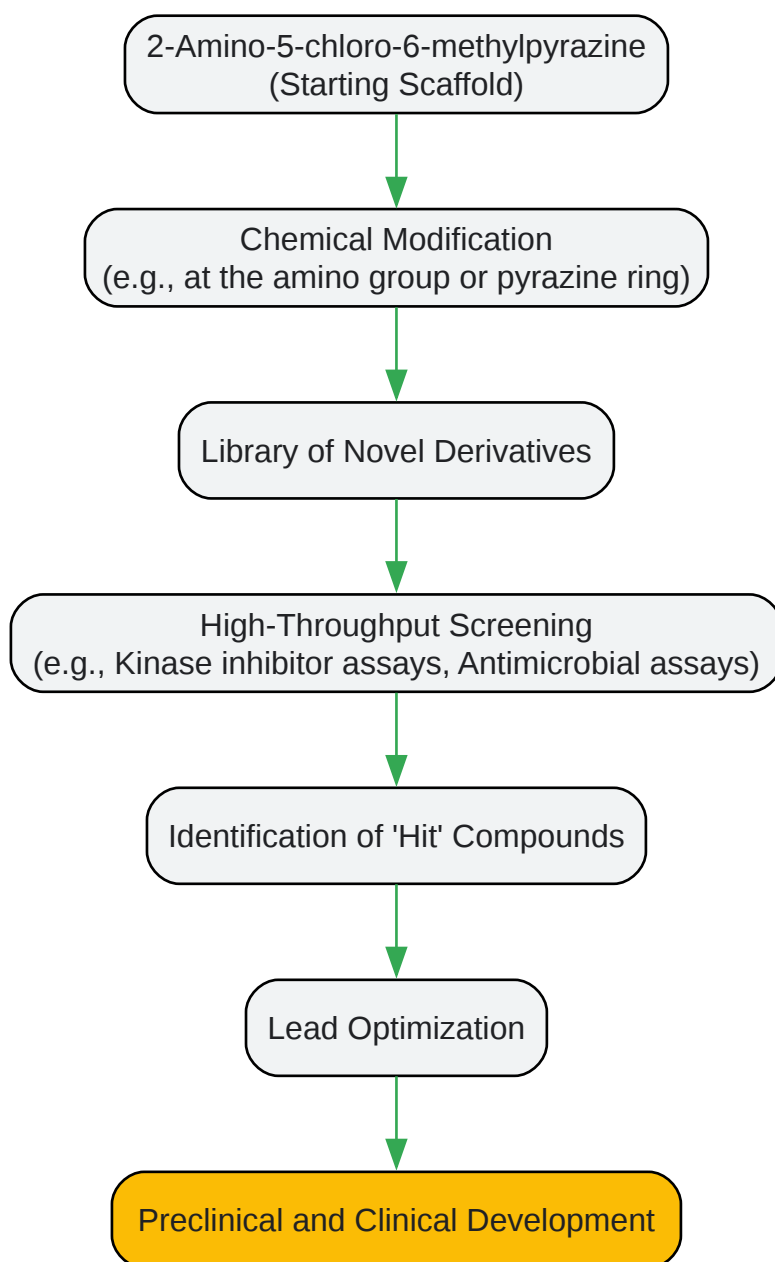 2-Amino-5-chloro-6-methylpyrazine
(Starting Scaffold)
Chemical Modification
(e.g., at the amino group or pyrazine ring)
Library of Novel Derivatives
High-Throughput Screening
(e.g., Kinase inhibitor assays, Antimicrobial assays)
Identification of 'Hit' Compounds
Lead Optimization
Preclinical and Clinical Development